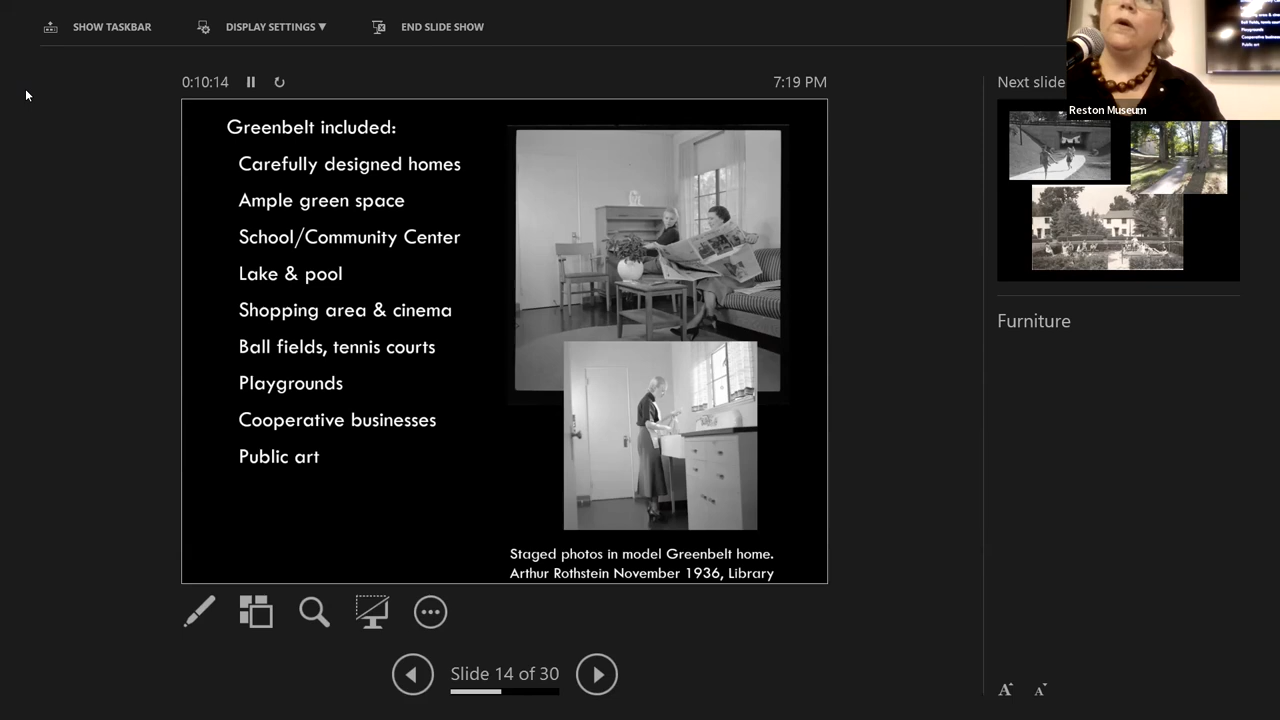 SHOW TASKBAR
DISPLAY SETTINGS ▼
END SLIDE SHOW
0:10:14
7:19 PM
Next slide
Reston Museum
Greenbelt included:
Carefully designed homes
Ample green space
School/Community Center
Lake & pool
Shopping area & cinema
Ball fields, tennis courts
Playgrounds
Cooperative businesses
Public art
Staged photos in model Greenbelt home.
Arthur Rothstein November 1936, Library
Furniture
Slide 14 of 30
A
A